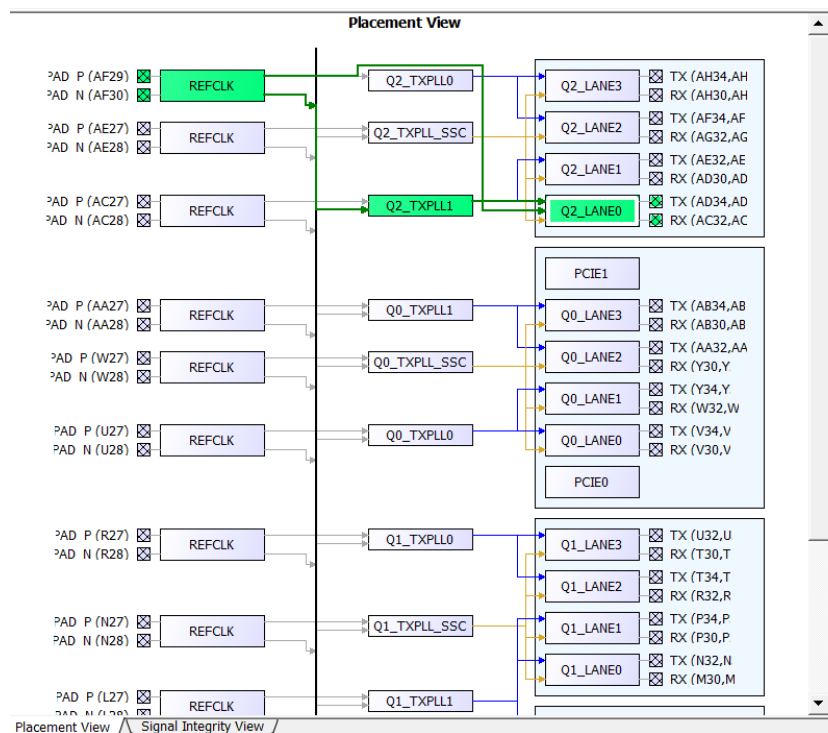 Placement View
PAD P (AF29)
PAD N (AF30)
REFCLK
Q2_TXPLL0
Q2_LANE3
TX (AH34,AH
RX (AH30,AH
PAD P (AE27)
PAD N (AE28)
REFCLK
Q2_TXPLL_SSC
Q2_LANE2
TX (AF34,AF
RX (AG32,AG
Q2_LANE1
TX (AE32,AE
RX (AD30,AD
PAD P (AC27)
PAD N (AC28)
REFCLK
Q2_TXPLL1
Q2_LANE0
TX (AD34,AD
RX (AC32,AC
PCIE1
PAD P (AA27)
PAD N (AA28)
REFCLK
Q0_TXPLL1
Q0_LANE3
TX (AB34,AB
RX (AB30,AB
PAD P (W27)
PAD N (W28)
REFCLK
Q0_TXPLL_SSC
Q0_LANE2
TX (AA32,AA
RX (Y30,Y
Q0_LANE1
TX (Y34,Y
RX (W32,W
PAD P (U27)
PAD N (U28)
REFCLK
Q0_TXPLL0
Q0_LANE0
TX (V34,V
RX (V30,V
PCIE0
PAD P (R27)
PAD N (R28)
REFCLK
Q1_TXPLL0
Q1_LANE3
TX (U32,U
RX (T30,T
Q1_LANE2
TX (T34,T
RX (R32,R
PAD P (N27)
PAD N (N28)
REFCLK
Q1_TXPLL_SSC
Q1_LANE1
TX (P34,P
RX (P30,P
Q1_LANE0
TX (N32,N
RX (M30,M
PAD P (L27)
PAD N (L28)
REFCLK
Q1_TXPLL1
Placement View
Signal Integrity View